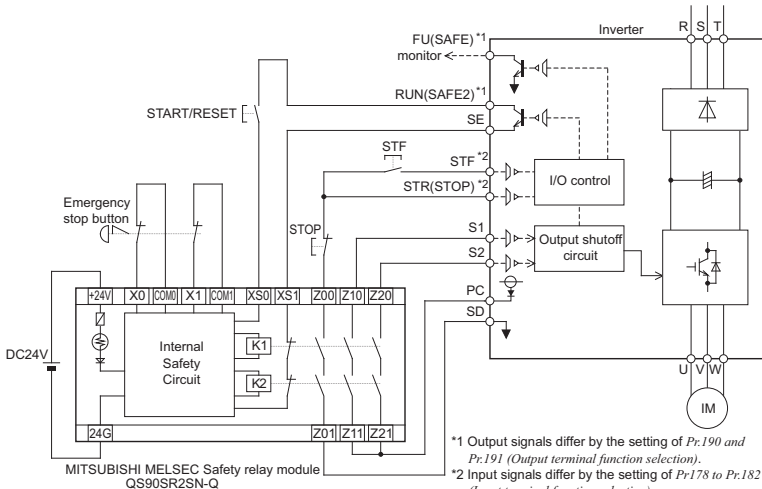 Inverter
R S T
FU(SAFE) *1
monitor
RUN(SAFE2) *1
SE
START/RESET
STF
STF *2
STR(STOP) *2
I/O control
Emergency
stop button
STOP
S1
S2
Output shutoff
circuit
PC
SD
+24V X0 COM0 X1 COM1 XS0 XS1 Z00 Z10 Z20
DC24V
Internal
Safety
Circuit
K1
K2
U V W
IM
24G Z01 Z11 Z21
MITSUBISHI MELSEC Safety relay module
QS90SR2SN-Q
*1 Output signals differ by the setting of Pr.190 and
Pr.191 (Output terminal function selection).
*2 Input signals differ by the setting of Pr178 to Pr.182